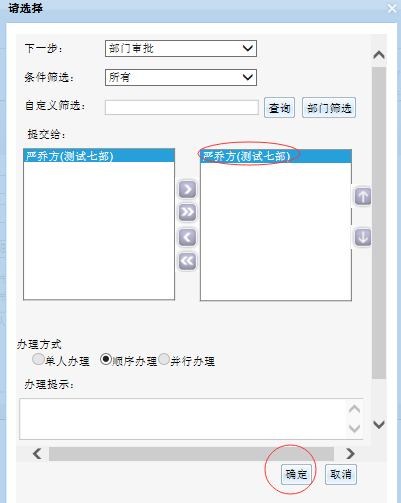 请选择
下一步： 部门审批
条件筛选： 所有
自定义筛选： 查询 部门筛选
提交给：
严乔方(测试七部) 严乔方(测试七部)
办理方式
单人办理 顺序办理 并行办理
办理提示：
确定 取消